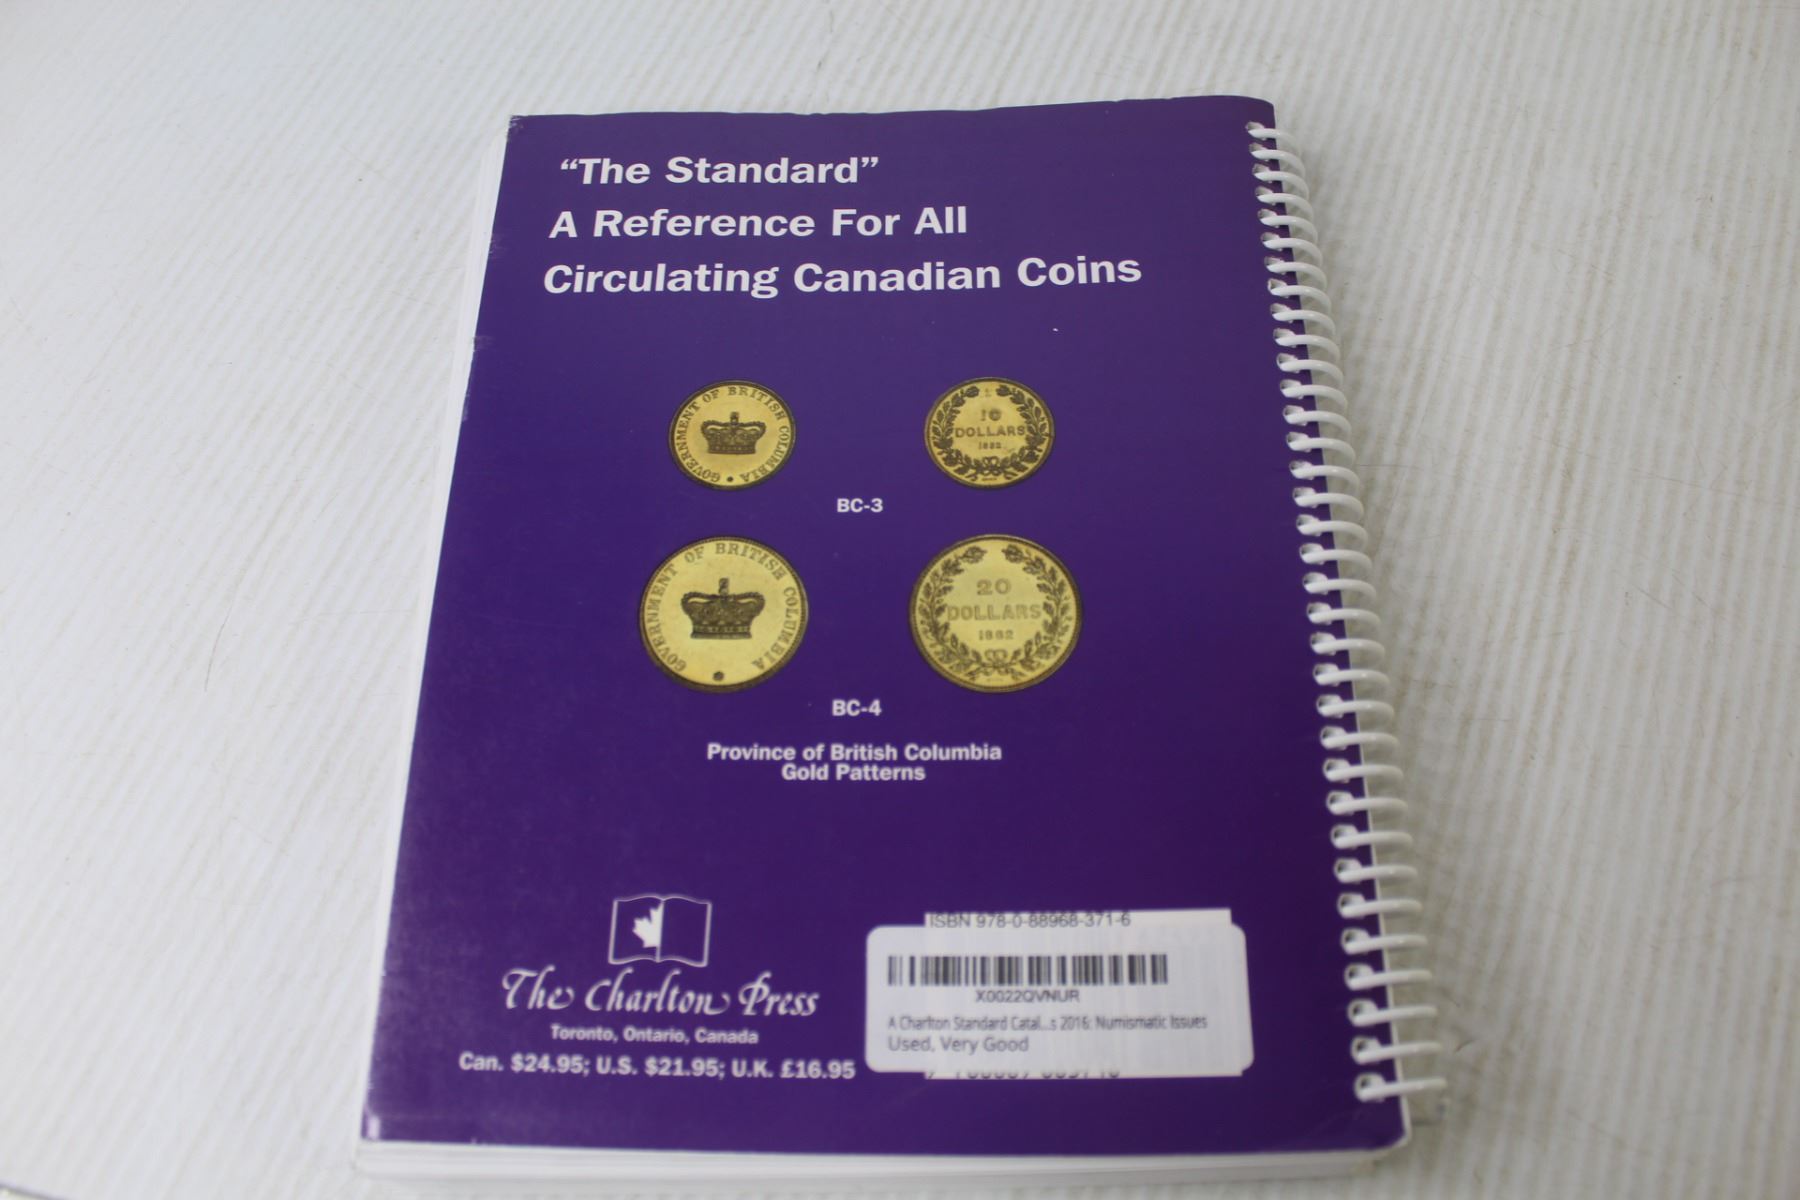 “The Standard”
A Reference For All
Circulating Canadian Coins
GOVERNMENT OF BRITISH COLUMBIA
10
DOLLARS
1862
BC-3
GOVERNMENT OF BRITISH COLUMBIA
20
DOLLARS
1862
BC-4
Province of British Columbia
Gold Patterns
The Charlton Press
Toronto, Ontario, Canada
Can. $24.95; U.S. $21.95; U.K. £16.95
ISBN 978-0-88968-371-6
X0022QVNUR
A Charlton Standard Catal...s 2016: Numismatic Issues
Used, Very Good